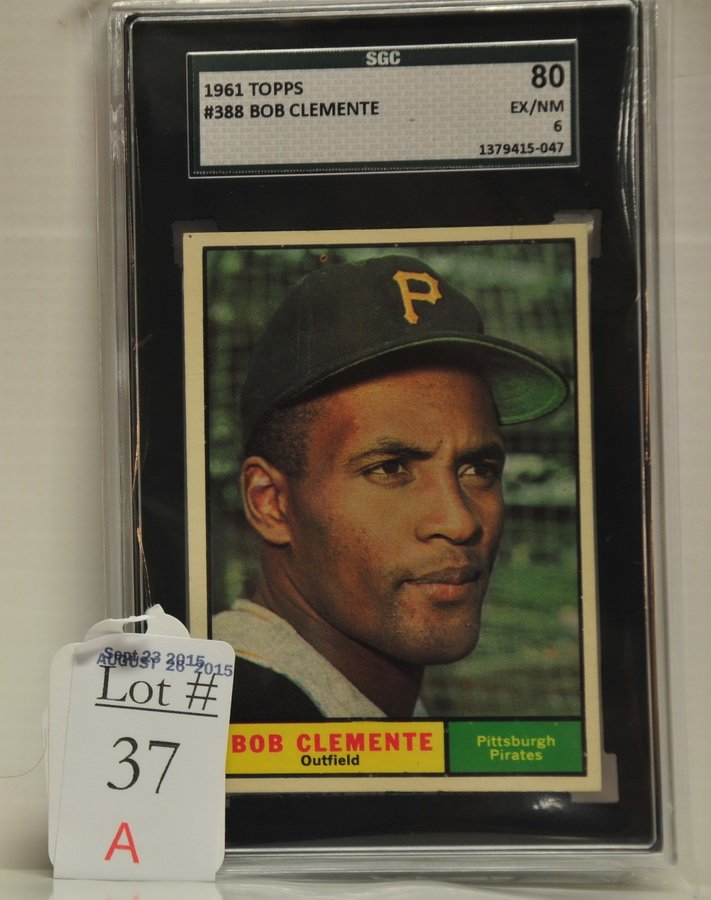 SGC
1961 TOPPS 80
#388 BOB CLEMENTE EX/NM
6
1379415-047
P
BOB CLEMENTE
Outfield
Pittsburgh
Pirates
Sept 23 2015
AUGUST 26 2015
Lot #
37
A